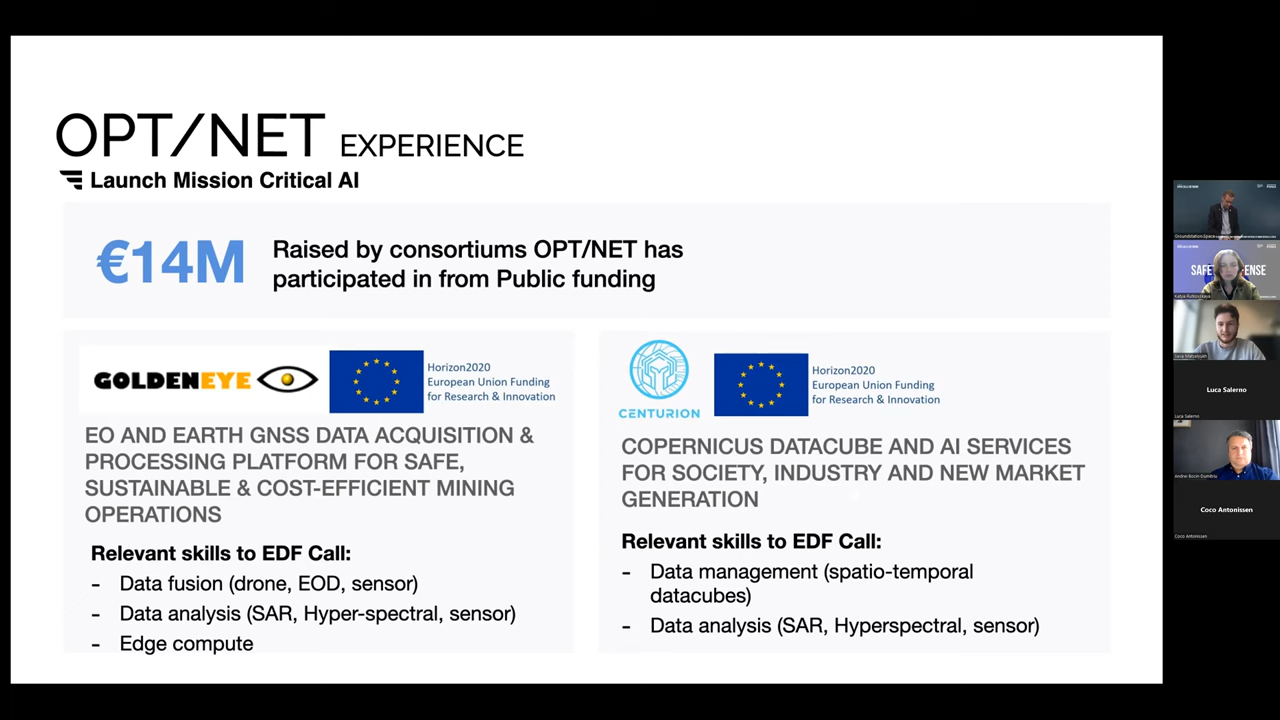 OPT/NET EXPERIENCE
Launch Mission Critical AI
€14M
Raised by consortiums OPT/NET has
participated in from Public funding
GOLDENEYE
Horizon2020
European Union Funding
for Research & Innovation
EO AND EARTH GNSS DATA ACQUISITION &
PROCESSING PLATFORM FOR SAFE,
SUSTAINABLE & COST-EFFICIENT MINING
OPERATIONS
Relevant skills to EDF Call:
- Data fusion (drone, EOD, sensor)
- Data analysis (SAR, Hyper-spectral, sensor)
- Edge compute
CENTURION
Horizon2020
European Union Funding
for Research & Innovation
COPERNICUS DATACUBE AND AI SERVICES
FOR SOCIETY, INDUSTRY AND NEW MARKET
GENERATION
Relevant skills to EDF Call:
- Data management (spatio-temporal
datacubes)
- Data analysis (SAR, Hyperspectral, sensor)
Luca Salerno
Luca Salerno
Andrei Bocin-Dumitriu
Coco Antonissen
Coco Antonissen